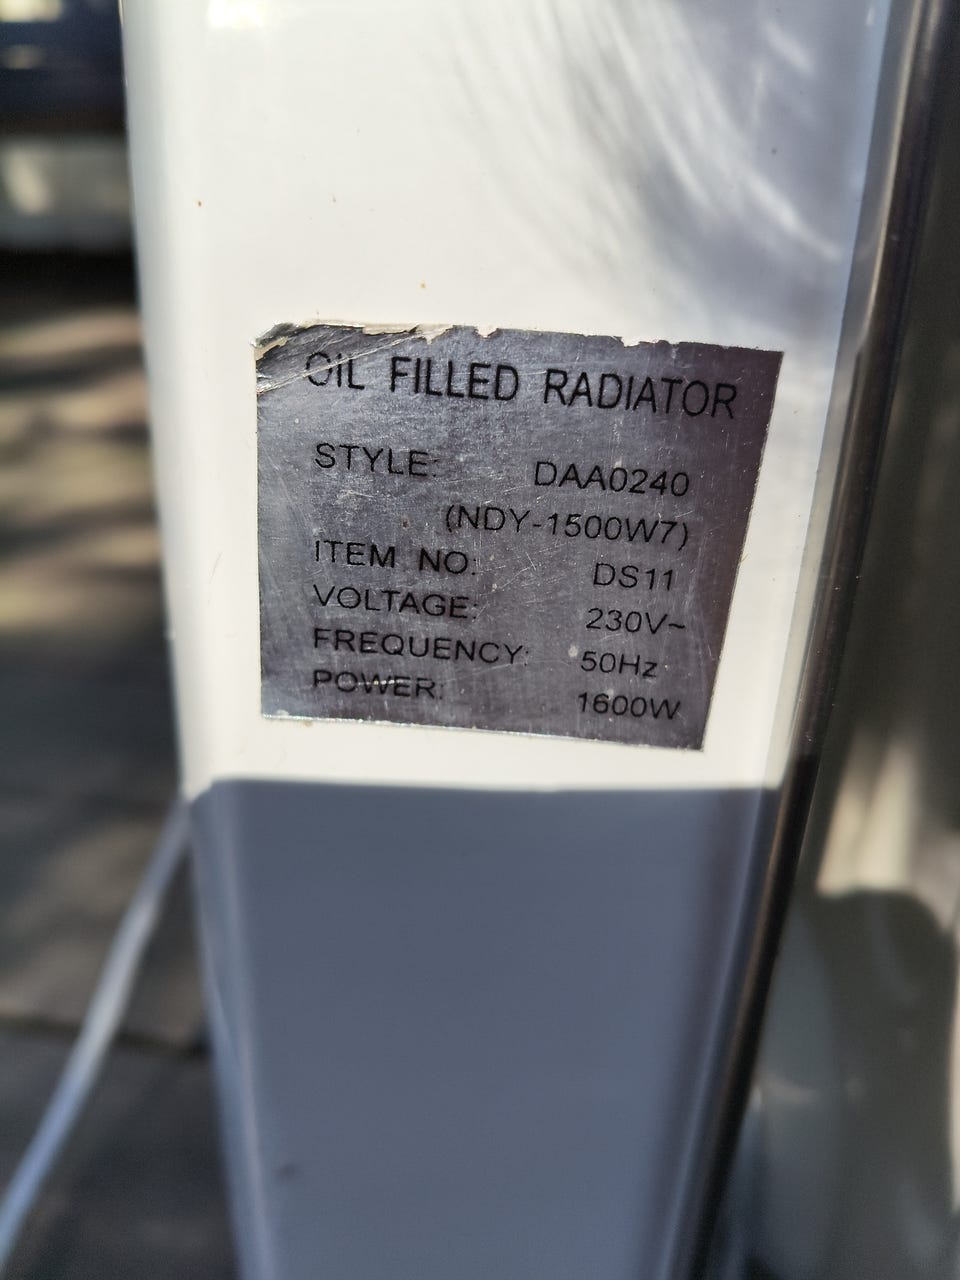 OIL FILLED RADIATOR
STYLE: DAA0240
(NDY-1500W7)
ITEM NO: DS11
VOLTAGE: 230V~
FREQUENCY: 50Hz
POWER: 1600W